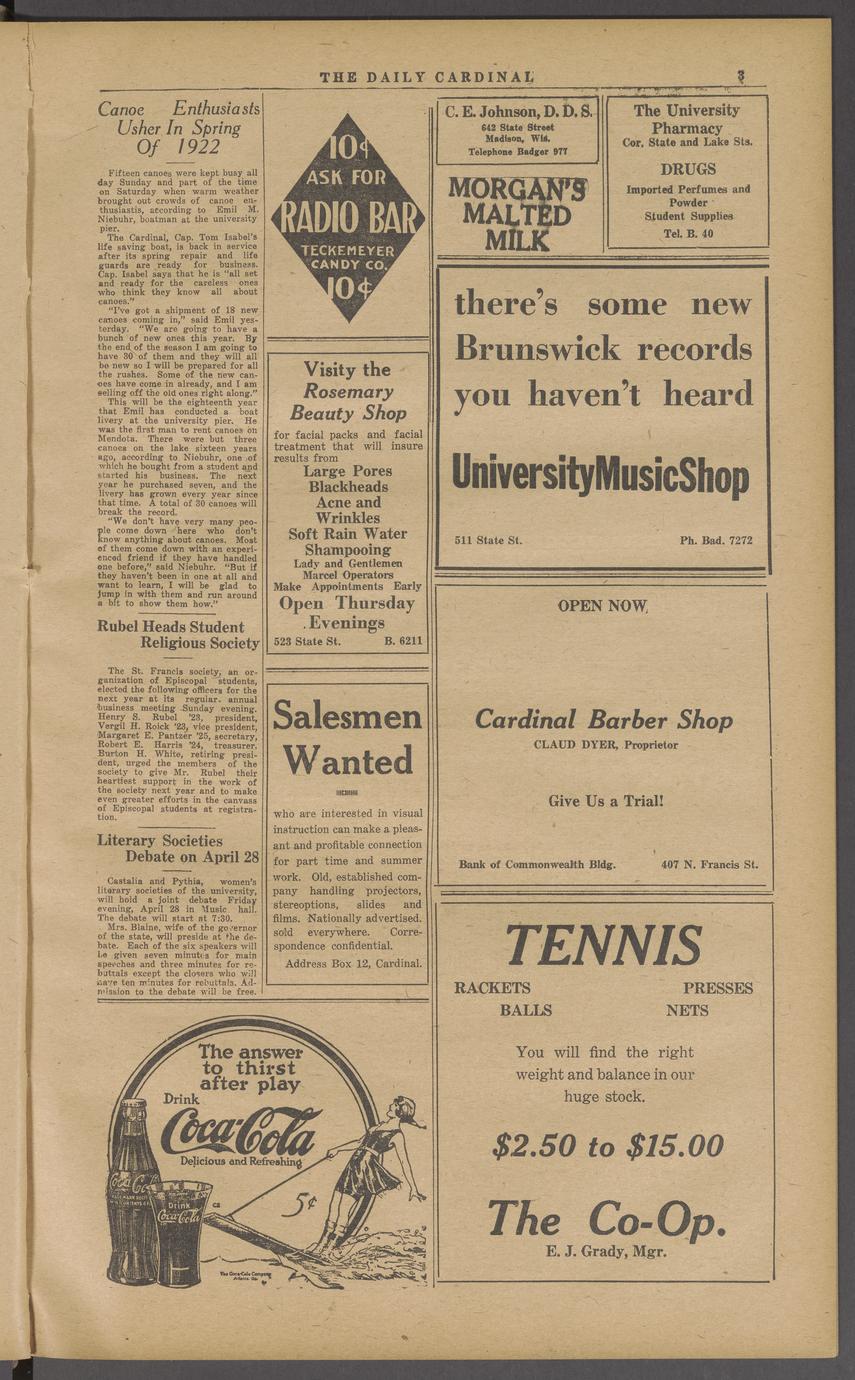 THE DAILY CARDINAL 3
Canoe Enthusiasts
Usher In Spring
Of 1922
Fifteen canoes were kept busy all
day Sunday and part of the time
on Saturday when warm weather
brought out crowds of canoe en-
thusiastis, according to Emil M.
Niebuhr, boatman at the university
pier.
The Cardinal, Cap. Tom Isabel's
life saving boat, is back in service
after its spring repair and life
guards are ready for business.
Cap. Isabel says that he is "all set
and ready for the careless ones
who think they know all about
canoes."
"I've got a shipment of 18 new
canoes coming in," said Emil yes-
terday. "We are going to have a
bunch of new ones this year. By
the end of the season I am going to
have 30 of them and they will all
be new so I will be prepared for all
the rushes. Some of the new can-
oes have come in already, and I am
selling off the old ones right along."
This will be the eighteenth year
that Emil has conducted a boat
livery at the university pier. He
was the first man to rent canoes on
Mendota. There were but three
canoes on the lake sixteen years
ago, according to Niebuhr, one of
which he bought from a student and
started his business. The next
year he purchased seven, and the
livery has grown every year since
that time. A total of 30 canoes will
break the record.
"We don't have very many peo-
ple come down here who don't
know anything about canoes. Most
of them come down with an experi-
enced friend if they have handled
one before," said Niebuhr. "But if
they haven't been in one at all and
want to learn, I will be glad to
jump in with them and run around
a bit to show them how."
Rubel Heads Student
Religious Society
The St. Francis society, an or-
ganization of Episcopal students,
elected the following officers for the
next year at its regular annual
business meeting Sunday evening.
Henry S. Rubel '23, president,
Vergil H. Roick '23, vice president,
Margaret E. Pantzer '25, secretary,
Robert E. Harris '24, treasurer.
Burton H. White, retiring presi-
dent, urged the members of the
society to give Mr. Rubel their
heartiest support in the work of
the society next year and to make
even greater efforts in the canvass
of Episcopal students at registra-
tion.
Literary Societies
Debate on April 28
Castalia and Pythia, women's
literary societies of the university,
will hold a joint debate Friday
evening, April 28 in Music hall.
The debate will start at 7:30.
Mrs. Blaine, wife of the governor
of the state, will preside at the de-
bate. Each of the six speakers will
be given seven minutes for main
speeches and three minutes for re-
buttals except the closers who will
have ten minutes for rebuttals. Ad-
mission to the debate will be free.
10¢
ASK FOR
RADIO BAR
TECKEMEYER
CANDY CO.
10¢
Visity the
Rosemary
Beauty Shop
for facial packs and facial
treatment that will insure
results from
Large Pores
Blackheads
Acne and
Wrinkles
Soft Rain Water
Shampooing
Lady and Gentlemen
Marcel Operators
Make Appointments Early
Open Thursday
Evenings
523 State St. B. 6211
Salesmen
Wanted
who are interested in visual
instruction can make a pleas-
ant and profitable connection
for part time and summer
work. Old, established com-
pany handling projectors,
stereoptions, slides and
films. Nationally advertised.
sold everywhere. Corre-
spondence confidential.
Address Box 12, Cardinal.
The answer
to thirst
after play
Drink
Coca-Cola
Delicious and Refreshing
5¢
Coca-Cola
Drink
Coca-Cola
The Coca-Cola Company
Atlanta, Ga.
C. E. Johnson, D. D. S.
642 State Street
Madison, Wis.
Telephone Badger 977
MORGAN'S
MALTED
MILK
The University
Pharmacy
Cor. State and Lake Sts.
DRUGS
Imported Perfumes and
Powder
Student Supplies
Tel. B. 40
there's some new
Brunswick records
you haven't heard
UniversityMusicShop
511 State St. Ph. Bad. 7272
OPEN NOW
Cardinal Barber Shop
CLAUD DYER, Proprietor
Give Us a Trial!
Bank of Commonwealth Bldg. 407 N. Francis St.
TENNIS
RACKETS PRESSES
BALLS NETS
You will find the right
weight and balance in our
huge stock.
$2.50 to $15.00
The Co-Op.
E. J. Grady, Mgr.